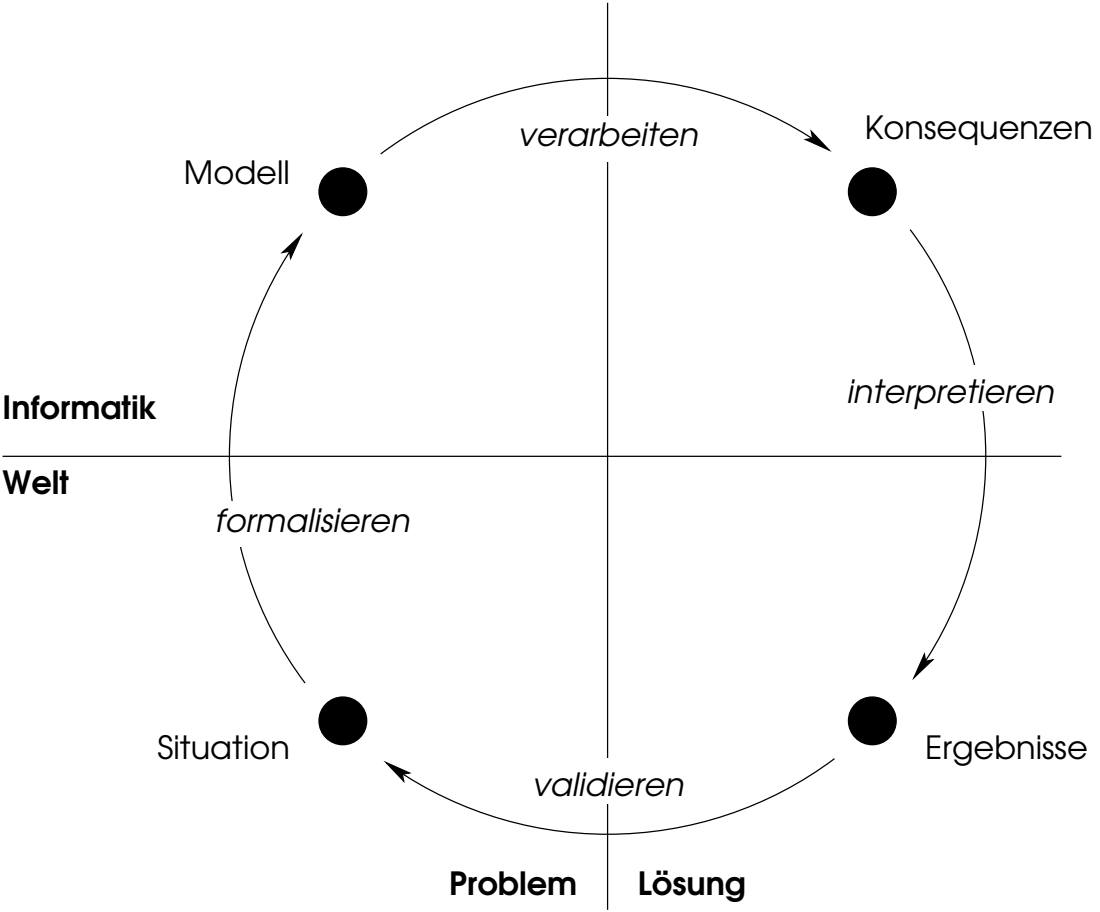 Konsequenzen
verarbeiten
Modell
interpretieren
Informatik
Welt
formalisieren
Situation
Ergebnisse
validieren
Problem
Lösung